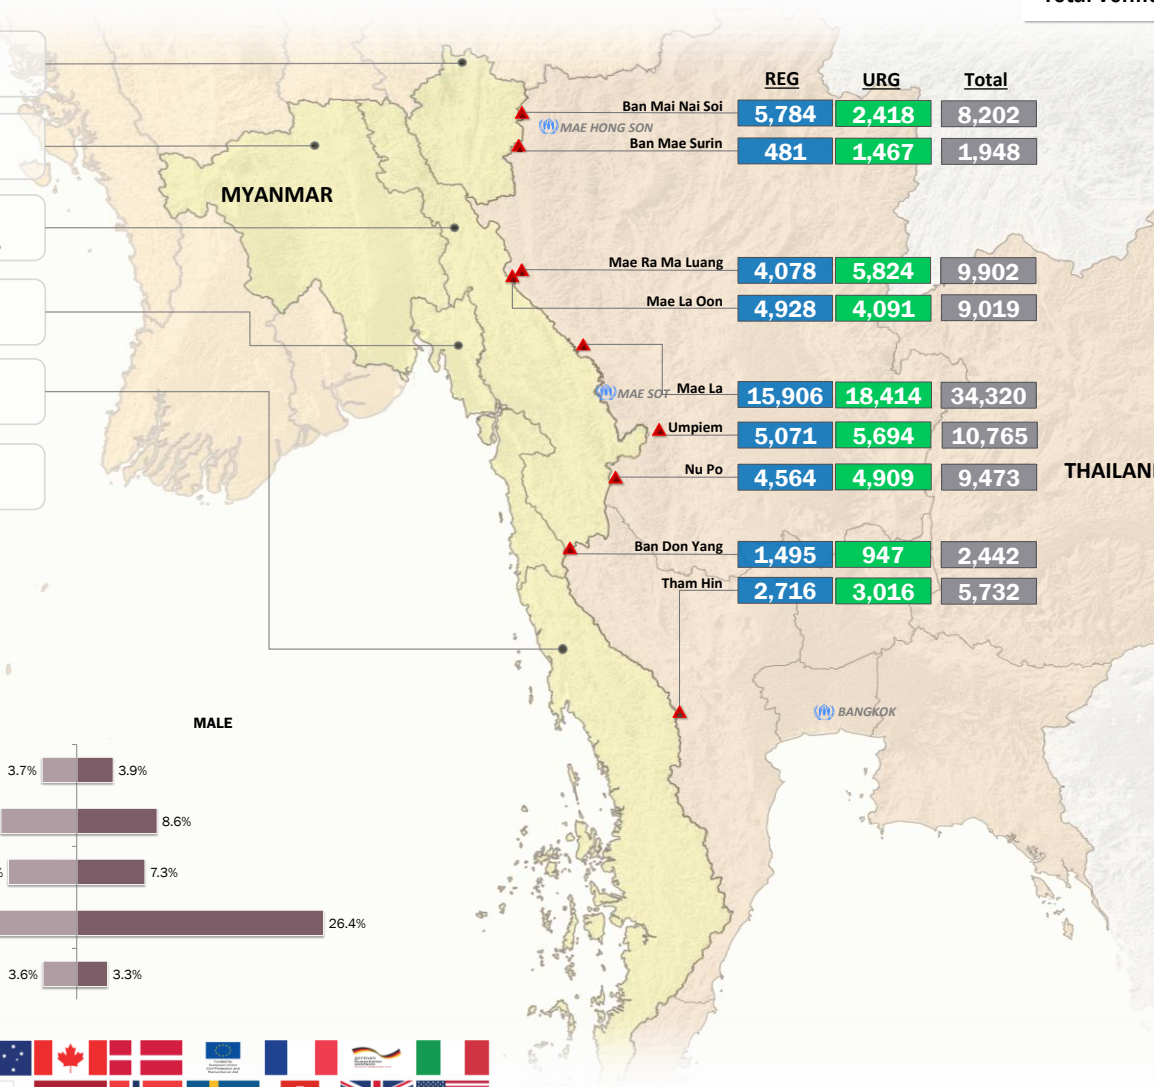 REG URG Total
Ban Mai Nai Soi 5,784 2,418 8,202
MAE HONG SON
Ban Mae Surin 481 1,467 1,948
MYANMAR
Mae Ra Ma Luang 4,078 5,824 9,902
Mae La Oon 4,928 4,091 9,019
MAE SOT
Mae La 15,906 18,414 34,320
Umpiem 5,071 5,694 10,765
Nu Po 4,564 4,909 9,473
THAILAN
Ban Don Yang 1,495 947 2,442
Tham Hin 2,716 3,016 5,732
BANGKOK
MALE
3.7% 3.9%
8.6%
% 7.3%
26.4%
3.6% 3.3%